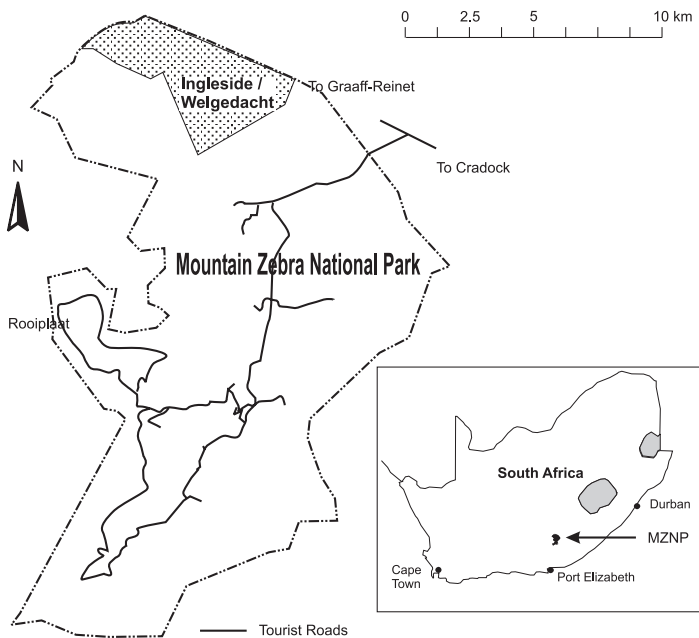 0 2.5 5 10 km
Ingleside /
Welgedacht
To Graaff-Reinet
To Cradock
N
Mountain Zebra National Park
Rooiplaat
South Africa
Durban
MZNP
Cape
Town
Port Elizabeth
Tourist Roads